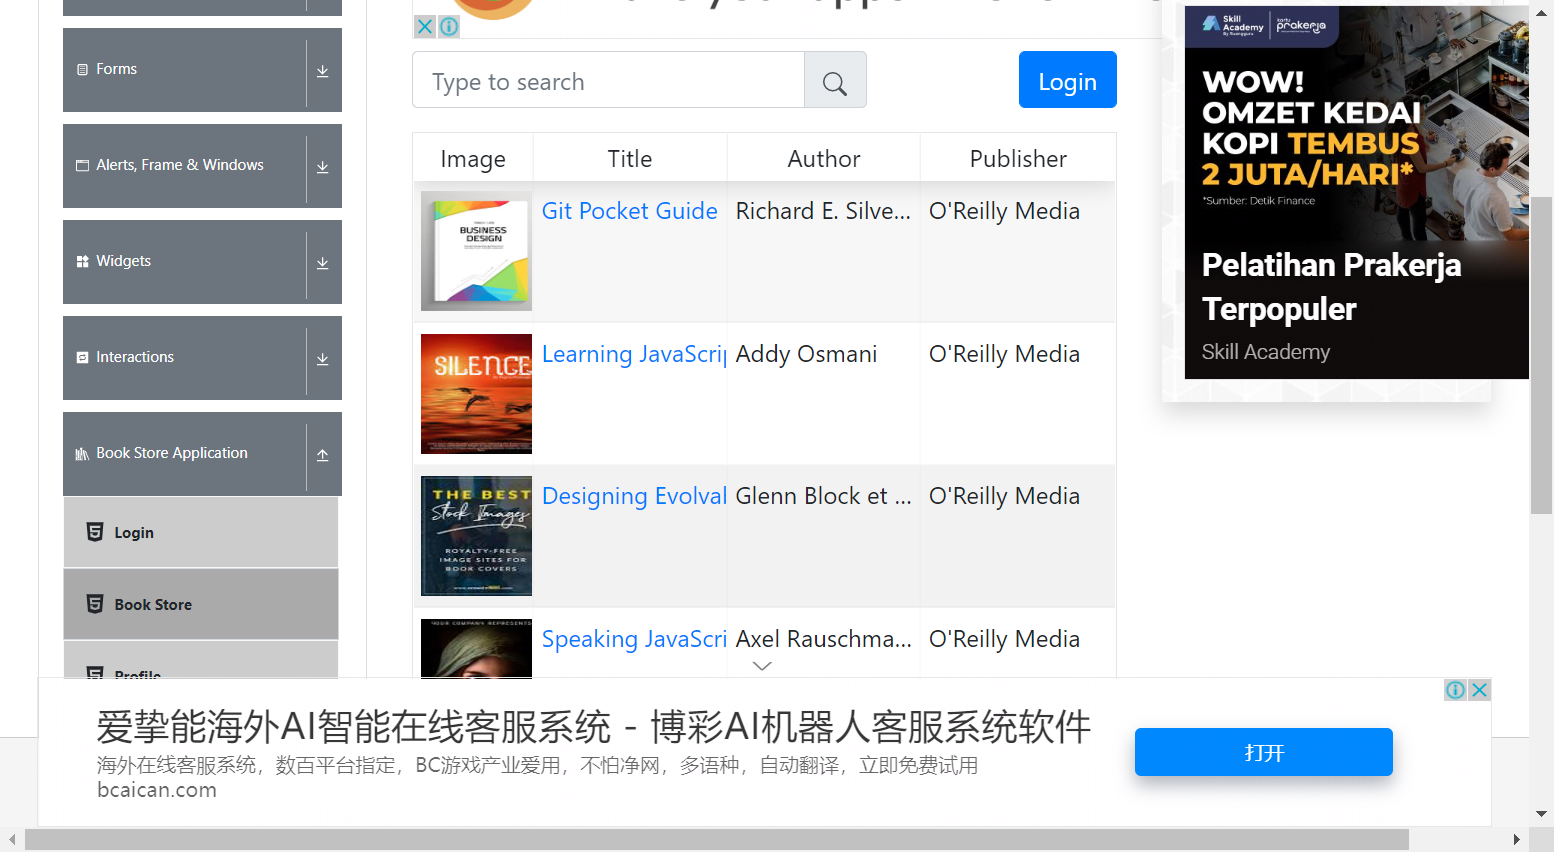 Forms
Alerts, Frame & Windows
Widgets
Interactions
Book Store Application
Login
Book Store
Profile
Type to search
Login
Image Title Author Publisher
BUSINESS
DESIGN
Git Pocket Guide Richard E. Silve... O'Reilly Media
SILENCE
Learning JavaScrip Addy Osmani O'Reilly Media
THE BEST
Stock Images
ROYALTY-FREE
IMAGE SITES FOR
BOOK COVERS
Designing Evolval Glenn Block et ... O'Reilly Media
YOUR COMPANY REPRESENTS
Speaking JavaScri Axel Rauschma... O'Reilly Media
Skill
Academy
By Ruangguru
kartu
prakerja
WOW!
OMZET KEDAI
KOPI TEMBUS
2 JUTA/HARI*
*Sumber: Detik Finance
Pelatihan Prakerja
Terpopuler
Skill Academy
爱挚能海外AI智能在线客服系统 - 博彩AI机器人客服系统软件
海外在线客服系统，数百平台指定，BC游戏产业爱用，不怕净网，多语种，自动翻译，立即免费试用
bcaican.com
打开